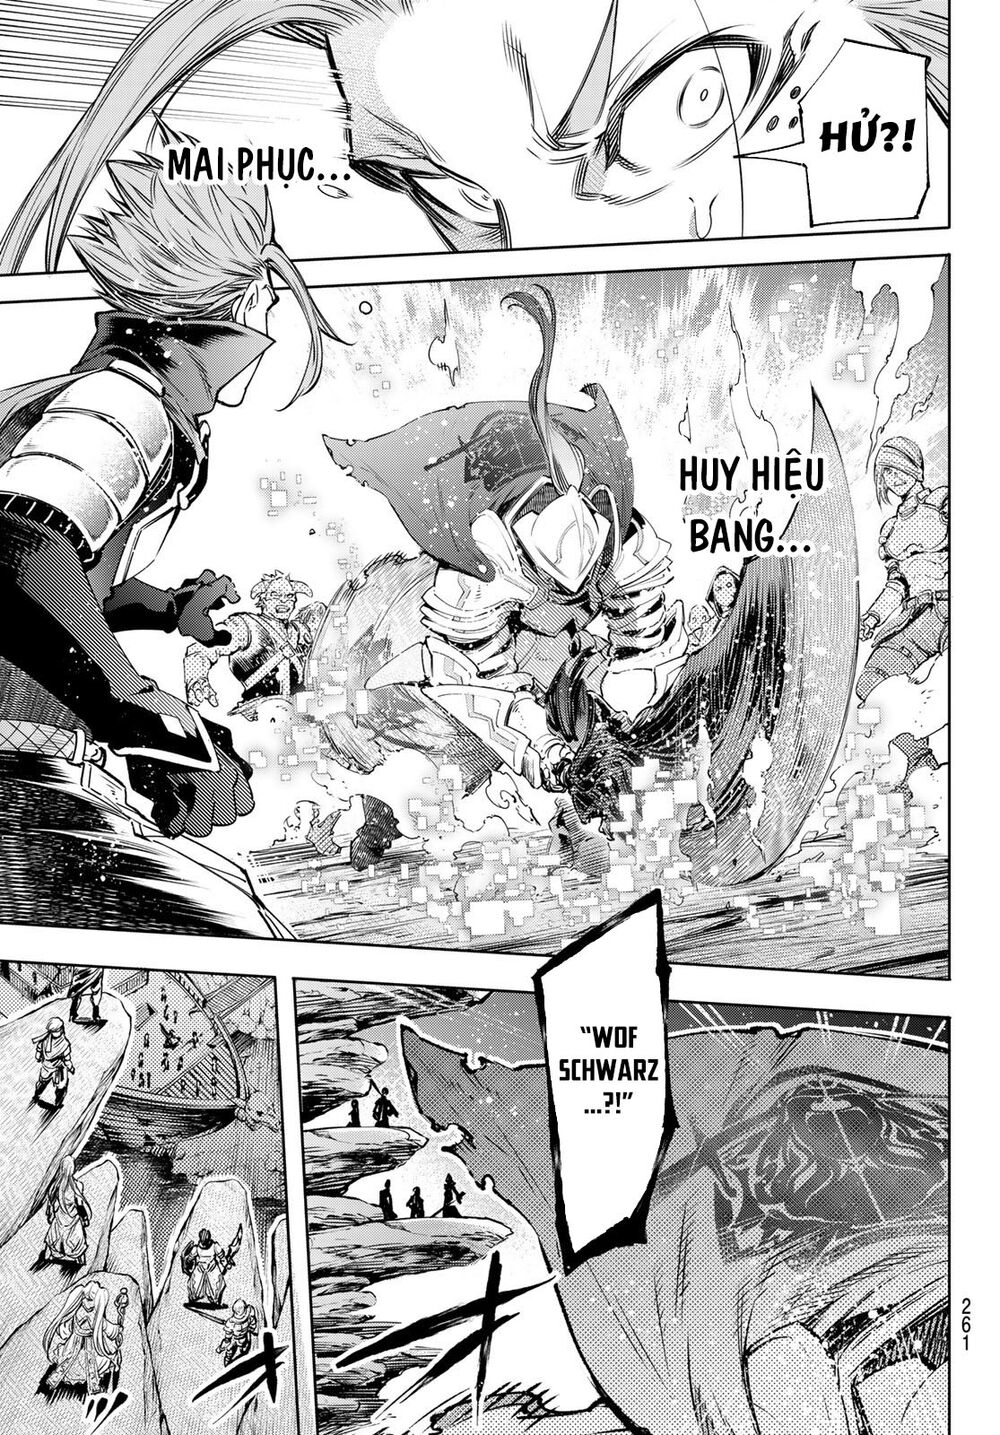 HỬ?!
MAI PHỤC...
HUY HIỆU
BANG...
“WOF
SCHWARZ
...?!”
261